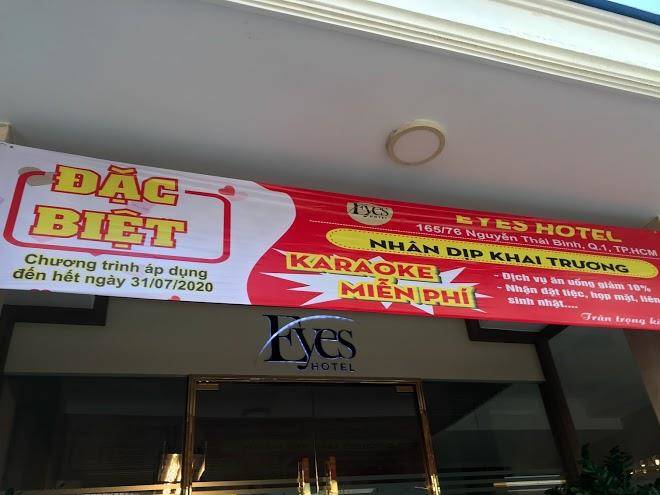 ĐẶC
BIỆT
Chương trình áp dụng
đến hết ngày 31/07/2020
Eyes
HOTEL
EYES HOTEL
165/76 Nguyễn Thái Bình, Q.1. TP.HCM
NHÂN DỊP KHAI TRƯƠNG
KARAOKE
MIỄN PHÍ
- Dịch vụ ăn uống giảm 10%
- Nhận đặt tiệc, họp mặt, liên
sinh nhật....
Trân trọng kí
Eyes
HOTEL